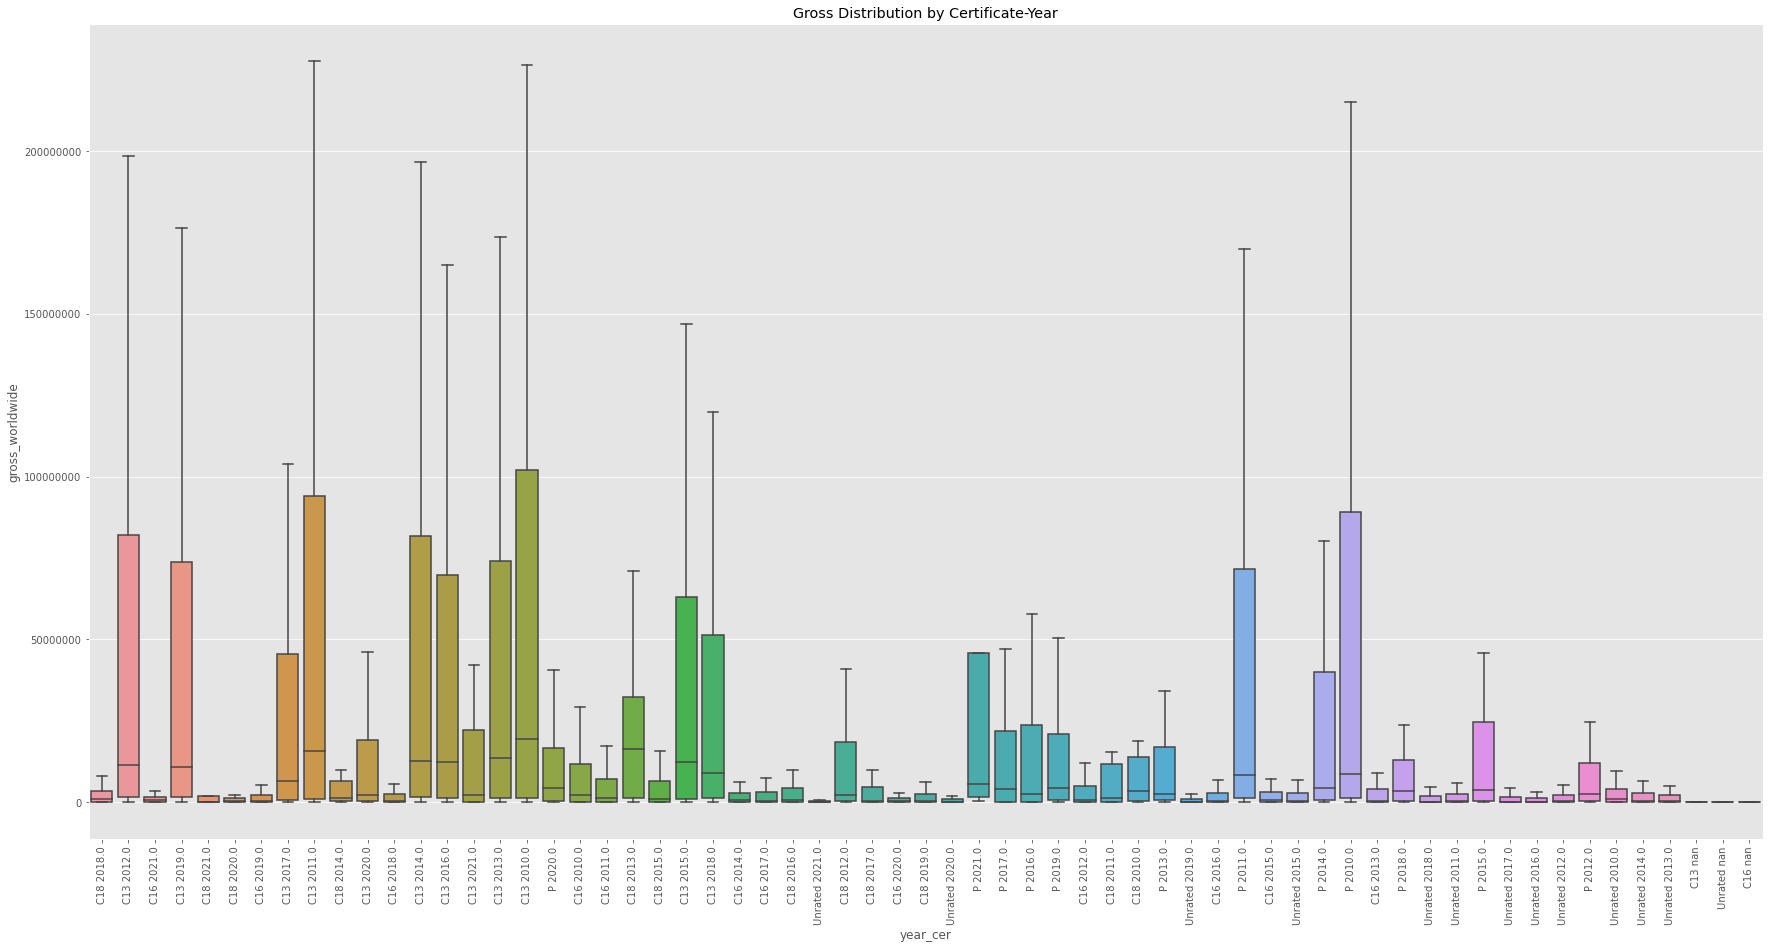 Gross Distribution by Certificate-Year
gross_worldwide
200000000
150000000
100000000
50000000
0
C18 2018.0
C13 2012.0
C16 2021.0
C13 2019.0
C18 2021.0
C18 2020.0
C16 2019.0
C13 2017.0
C13 2011.0
C18 2014.0
C13 2020.0
C16 2018.0
C13 2014.0
C13 2016.0
C13 2021.0
C13 2013.0
C13 2010.0
P 2020.0
C16 2010.0
C16 2011.0
C18 2013.0
C18 2015.0
C13 2015.0
C13 2018.0
C16 2014.0
C16 2017.0
C18 2016.0
Unrated 2021.0
C18 2012.0
C18 2017.0
C16 2020.0
C18 2019.0
Unrated 2020.0
P 2021.0
P 2017.0
P 2016.0
P 2019.0
C16 2012.0
C18 2011.0
C18 2010.0
P 2013.0
Unrated 2019.0
C16 2016.0
P 2011.0
C16 2015.0
Unrated 2015.0
P 2014.0
P 2010.0
C16 2013.0
P 2018.0
Unrated 2018.0
Unrated 2011.0
P 2015.0
Unrated 2017.0
Unrated 2016.0
Unrated 2012.0
P 2012.0
Unrated 2010.0
Unrated 2014.0
Unrated 2013.0
C13 nan
Unrated nan
C16 nan
year_cer